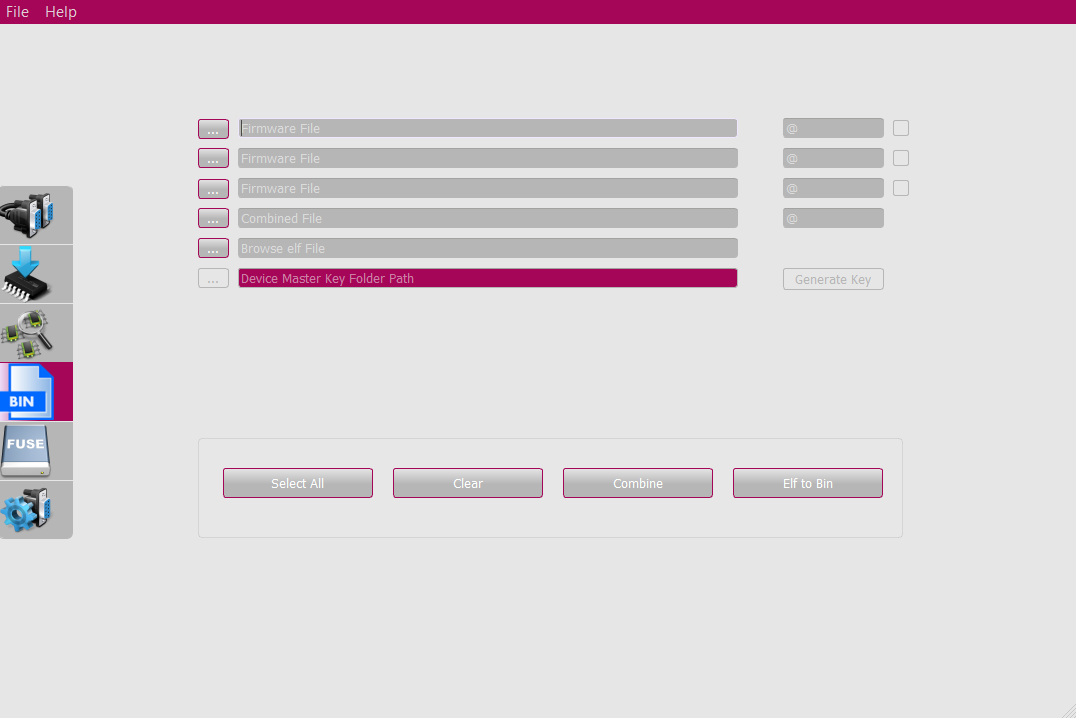 File Help
... Firmware File @
... Firmware File @
... Firmware File @
... Combined File @
... Browse elf File
... Device Master Key Folder Path Generate Key
BIN
FUSE
Select All Clear Combine Elf to Bin